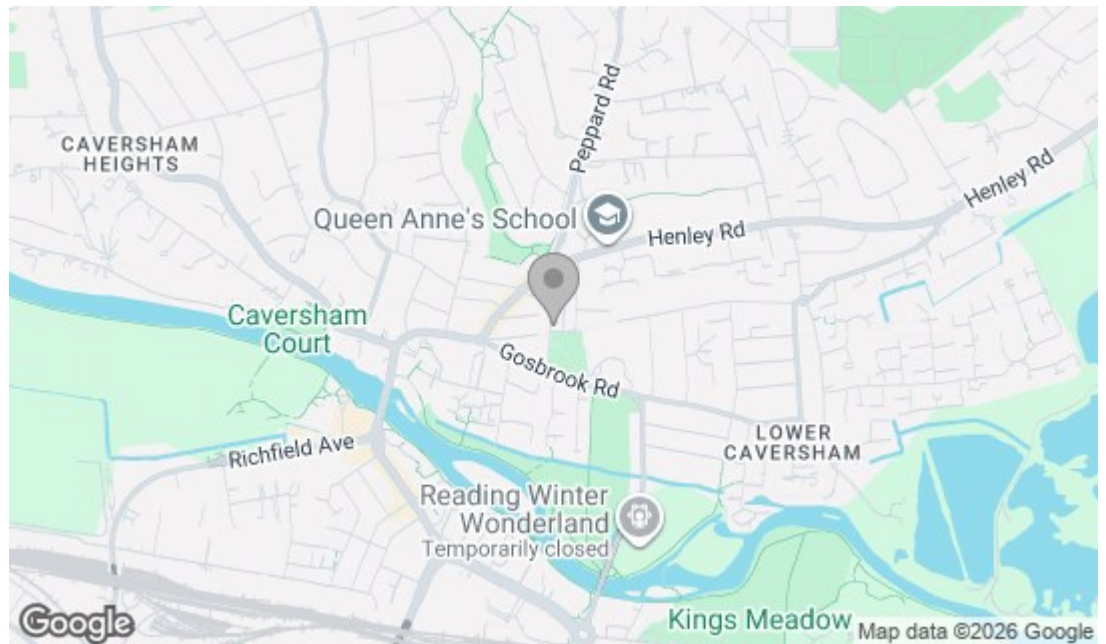 Peppard Rd
CAVERSHAM
HEIGHTS
Henley Rd
Queen Anne's School
Henley Rd
Caversham
Court
Gosbrook Rd
LOWER
CAVERSHAM
Richfield Ave
Reading Winter
Wonderland
Temporarily closed
Kings Meadow
Google
Map data ©2026 Google